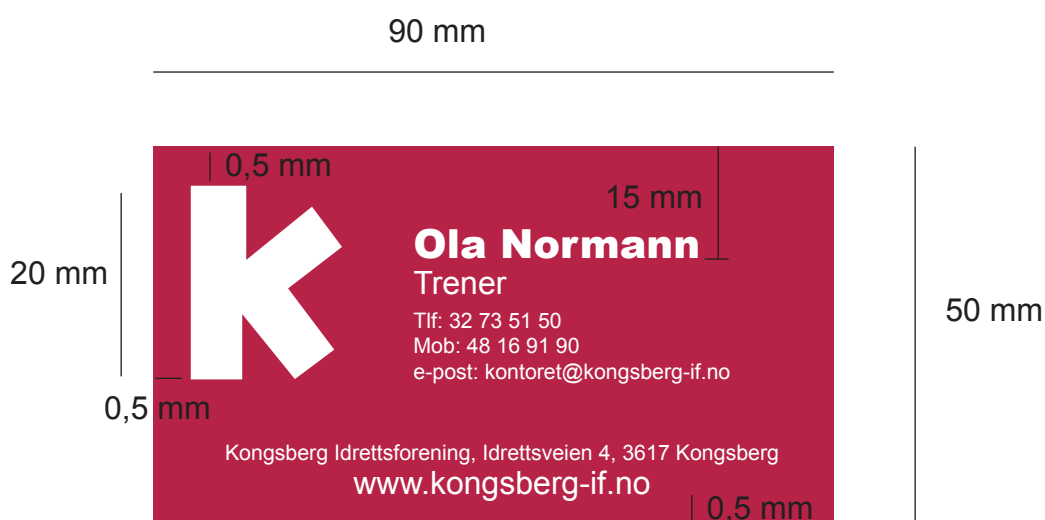 90 mm
0,5 mm
15 mm
Ola Normann
20 mm
Trener
50 mm
Tlf: 32 73 51 50
Mob: 48 16 91 90
e-post: kontoret@kongsberg-if.no
0,5 mm
Kongsberg Idrettsforening, Idrettsveien 4, 3617 Kongsberg
www.kongsberg-if.no
0,5 mm